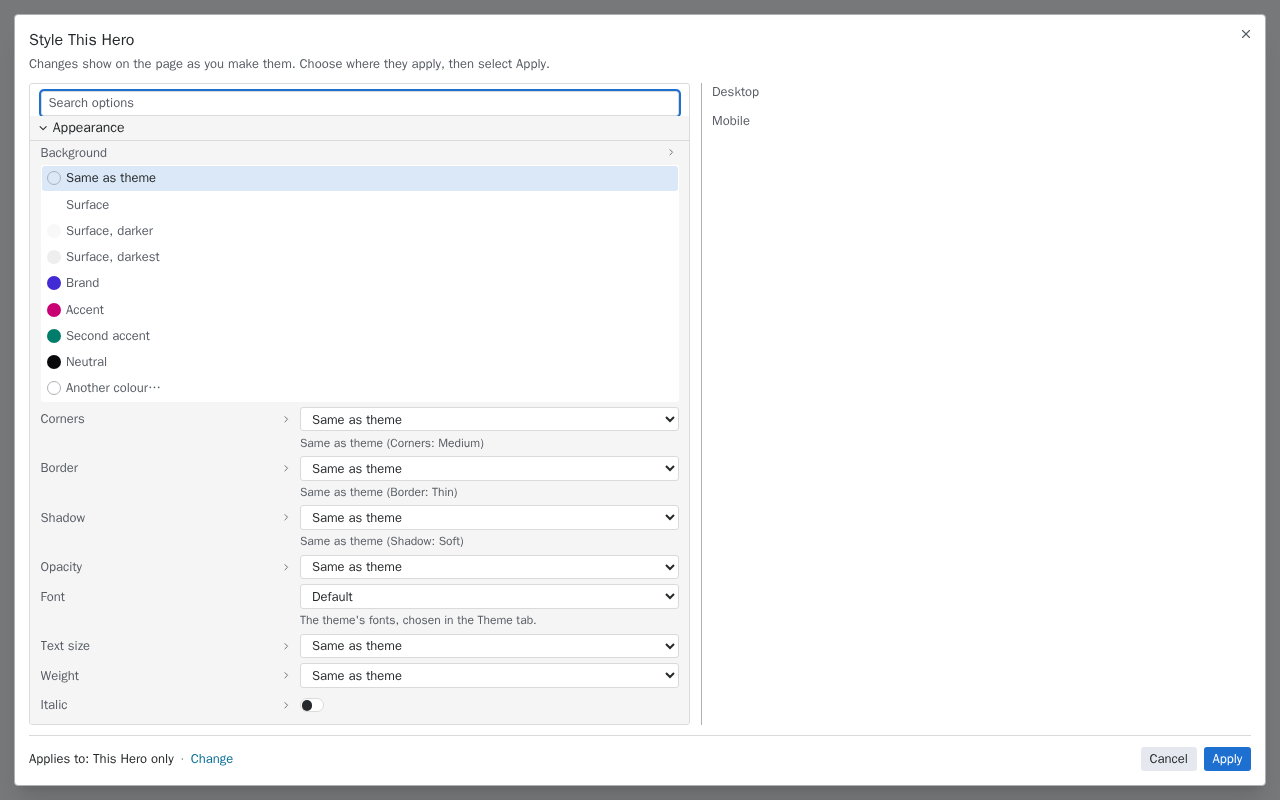 Style This Hero
Changes show on the page as you make them. Choose where they apply, then select Apply.
Search options
Appearance
Background
Same as theme
Surface
Surface, darker
Surface, darkest
Brand
Accent
Second accent
Neutral
Another colour…
Corners
Same as theme
Same as theme (Corners: Medium)
Border
Same as theme
Same as theme (Border: Thin)
Shadow
Same as theme
Same as theme (Shadow: Soft)
Opacity
Same as theme
Font
Default
The theme's fonts, chosen in the Theme tab.
Text size
Same as theme
Weight
Same as theme
Italic
Desktop
Mobile
Applies to: This Hero only · Change
Cancel
Apply